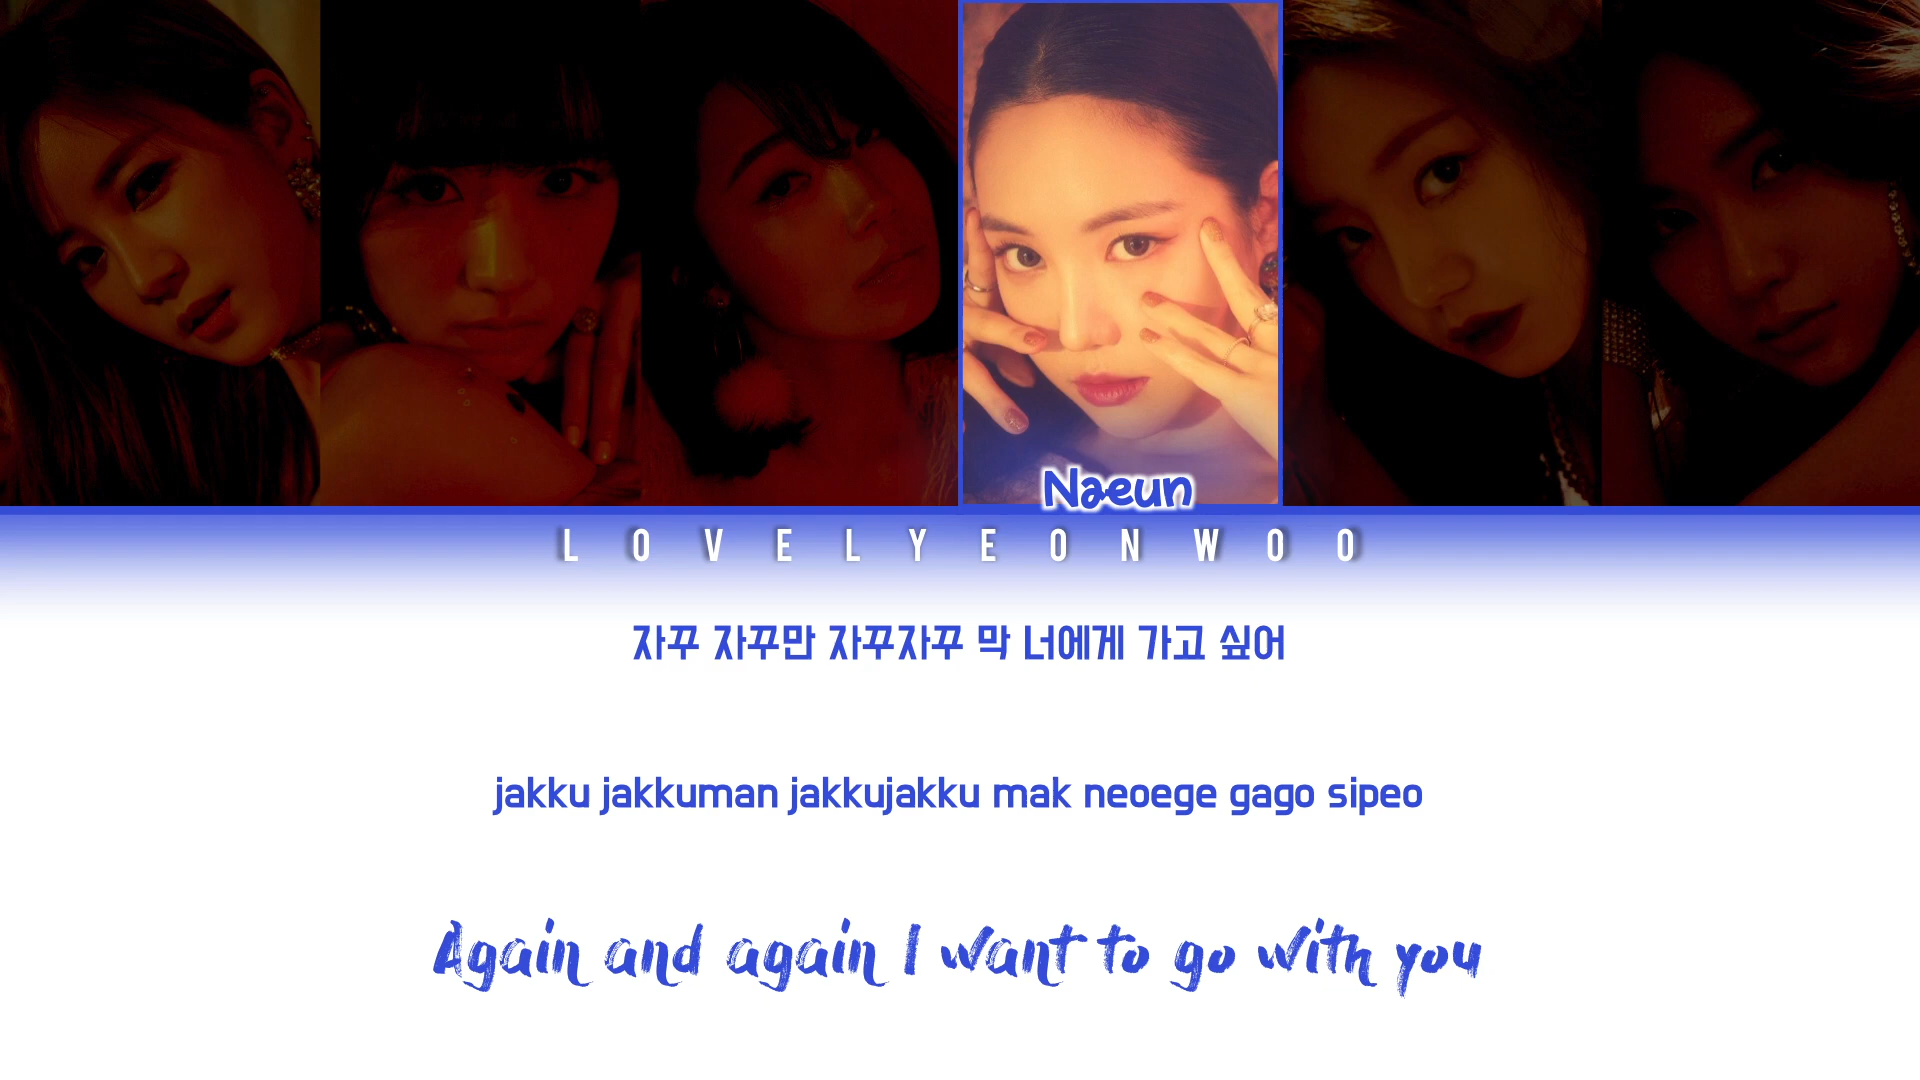 Naeun
LOVELYEONWOO
자꾸 자꾸만 자꾸자꾸 막 너에게 가고 싶어
jakku jakkuman jakkujakku mak neoege gago sipeo
Again and again I want to go with you